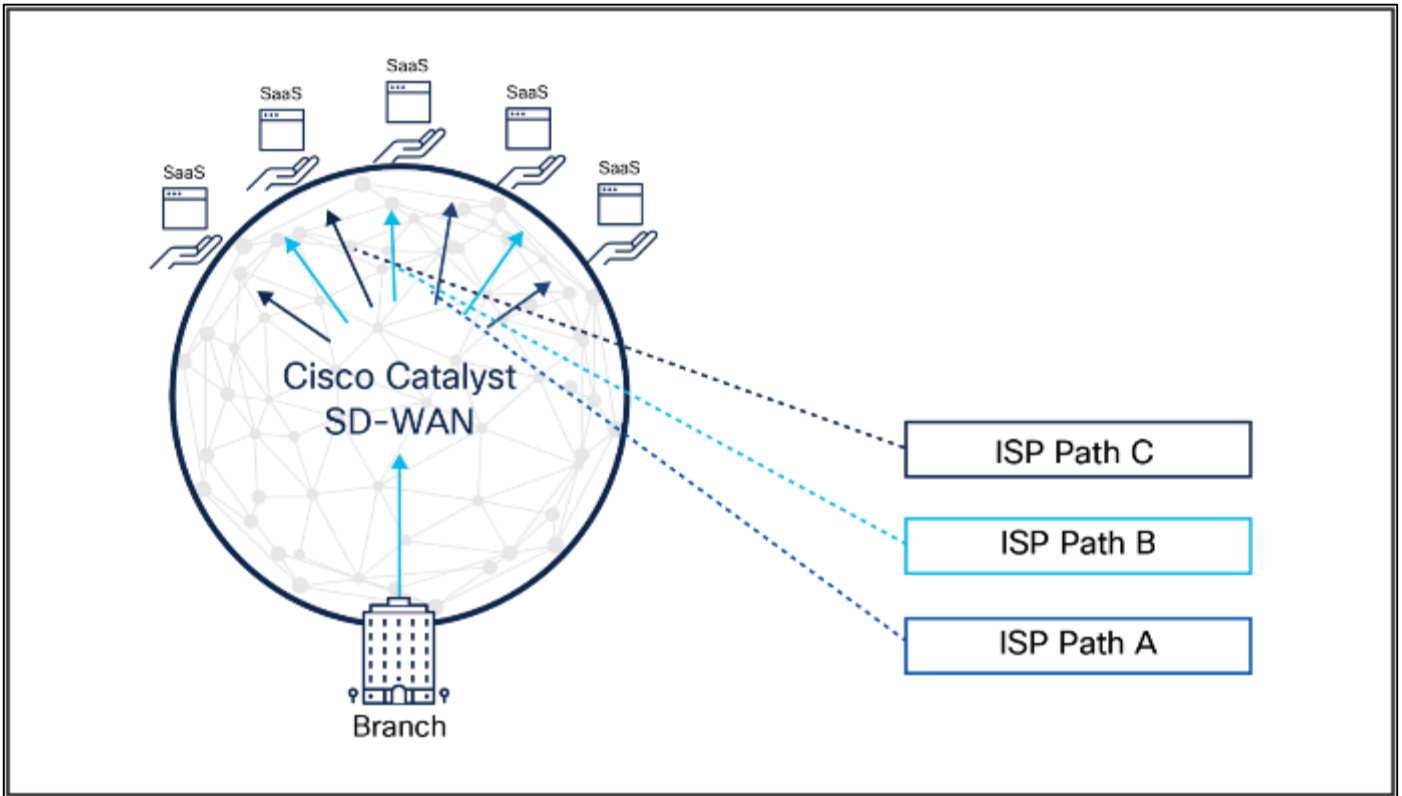 SaaS
SaaS
SaaS
SaaS
SaaS
Cisco Catalyst
SD-WAN
ISP Path C
ISP Path B
ISP Path A
Branch